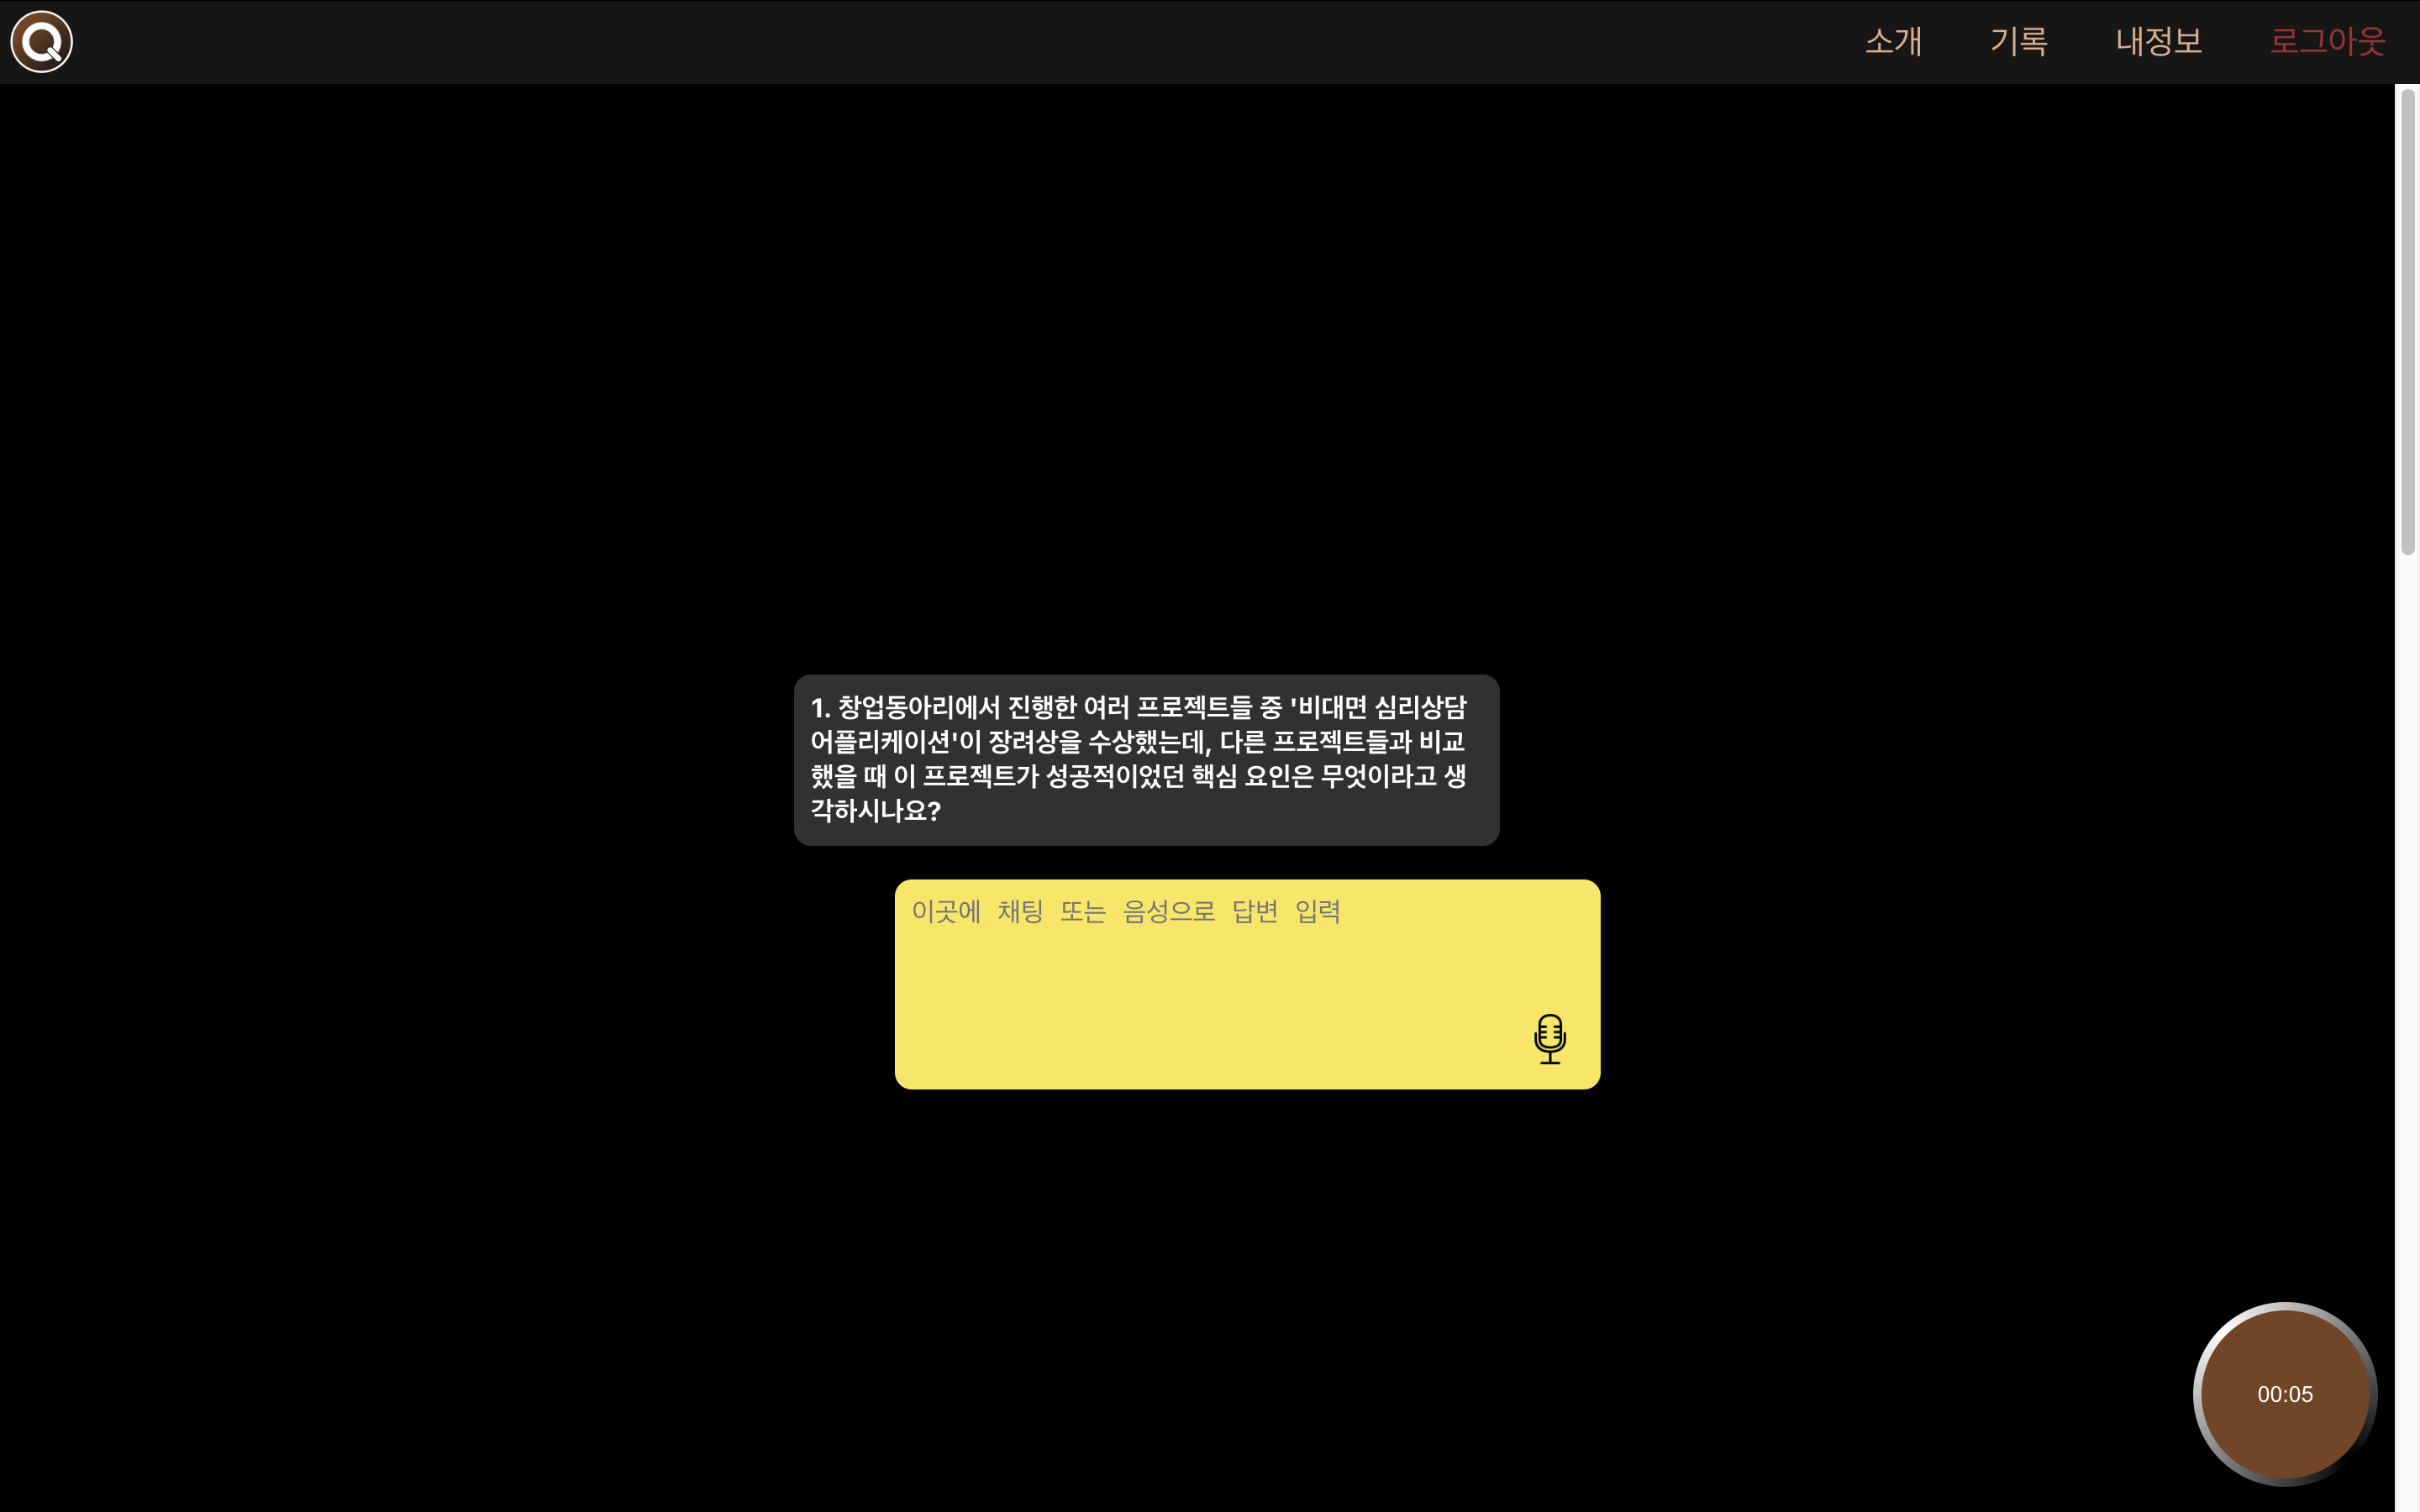 Q
소개 기록 내정보 로그아웃
1. 창업동아리에서 진행한 여러 프로젝트들 중 '비대면 심리상담
어플리케이션'이 장려상을 수상했는데, 다른 프로젝트들과 비교
했을 때 이 프로젝트가 성공적이었던 핵심 요인은 무엇이라고 생
각하시나요?
이곳에 채팅 또는 음성으로 답변 입력
00:05